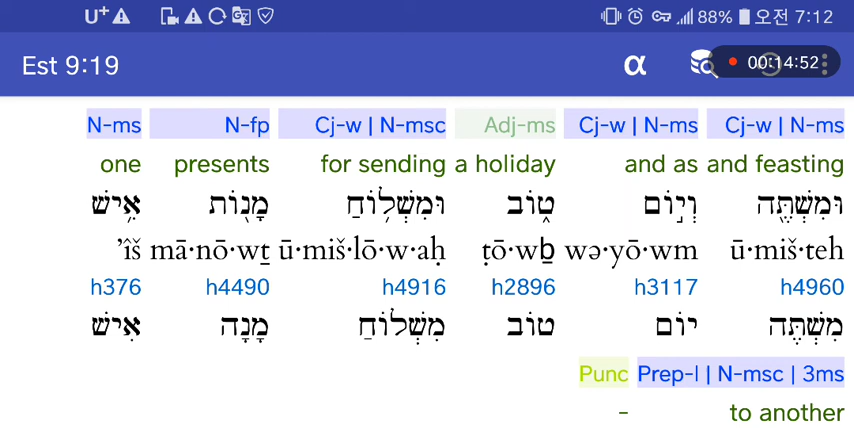 U+ 88% 오전 7:12
Est 9:19 α 00:14:52
N-ms N-fp Cj-w | N-msc Adj-ms Cj-w | N-ms Cj-w | N-ms
one presents for sending a holiday and as and feasting
אִ֥ישׁ מָנ֖וֹת וּמִשְׁל֥וֹחַ ט֑וֹב וְי֣וֹם וּמִשְׁתֶּ֖ה
’îš mā·nō·wṯ ū·miš·lō·w·aḥ ṭō·wḇ wə·yō·wm ū·miš·teh
h376 h4490 h4916 h2896 h3117 h4960
אִישׁ מָנָה מִשְׁלוֹחַ טוֹב יוֹם מִשְׁתֶּה
Punc Prep-l | N-msc | 3ms
– to another